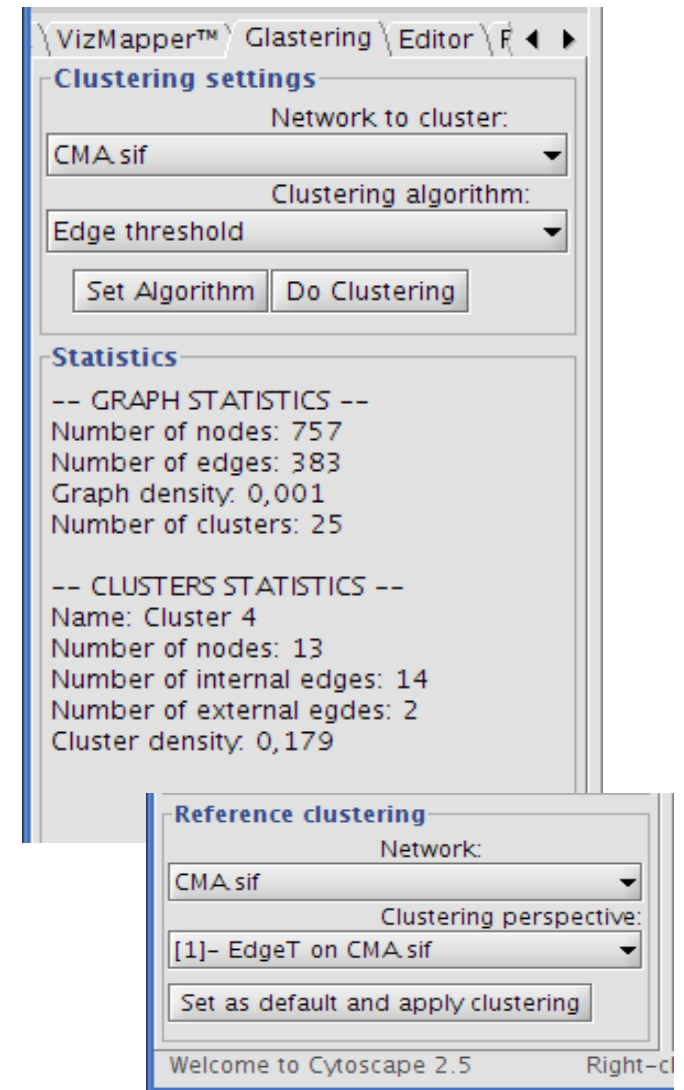 VizMapper™ Glastering Editor
Clustering settings
Network to cluster:
CMA.sif
Clustering algorithm:
Edge threshold
Set Algorithm Do Clustering
Statistics
-- GRAPH STATISTICS --
Number of nodes: 757
Number of edges: 383
Graph density: 0,001
Number of clusters: 25
-- CLUSTERS STATISTICS --
Name: Cluster 4
Number of nodes: 13
Number of internal edges: 14
Number of external egdes: 2
Cluster density: 0,179
Reference clustering
Network:
CMA.sif
Clustering perspective:
[1]- EdgeT on CMA.sif
Set as default and apply clustering
Welcome to Cytoscape 2.5 Right-cl